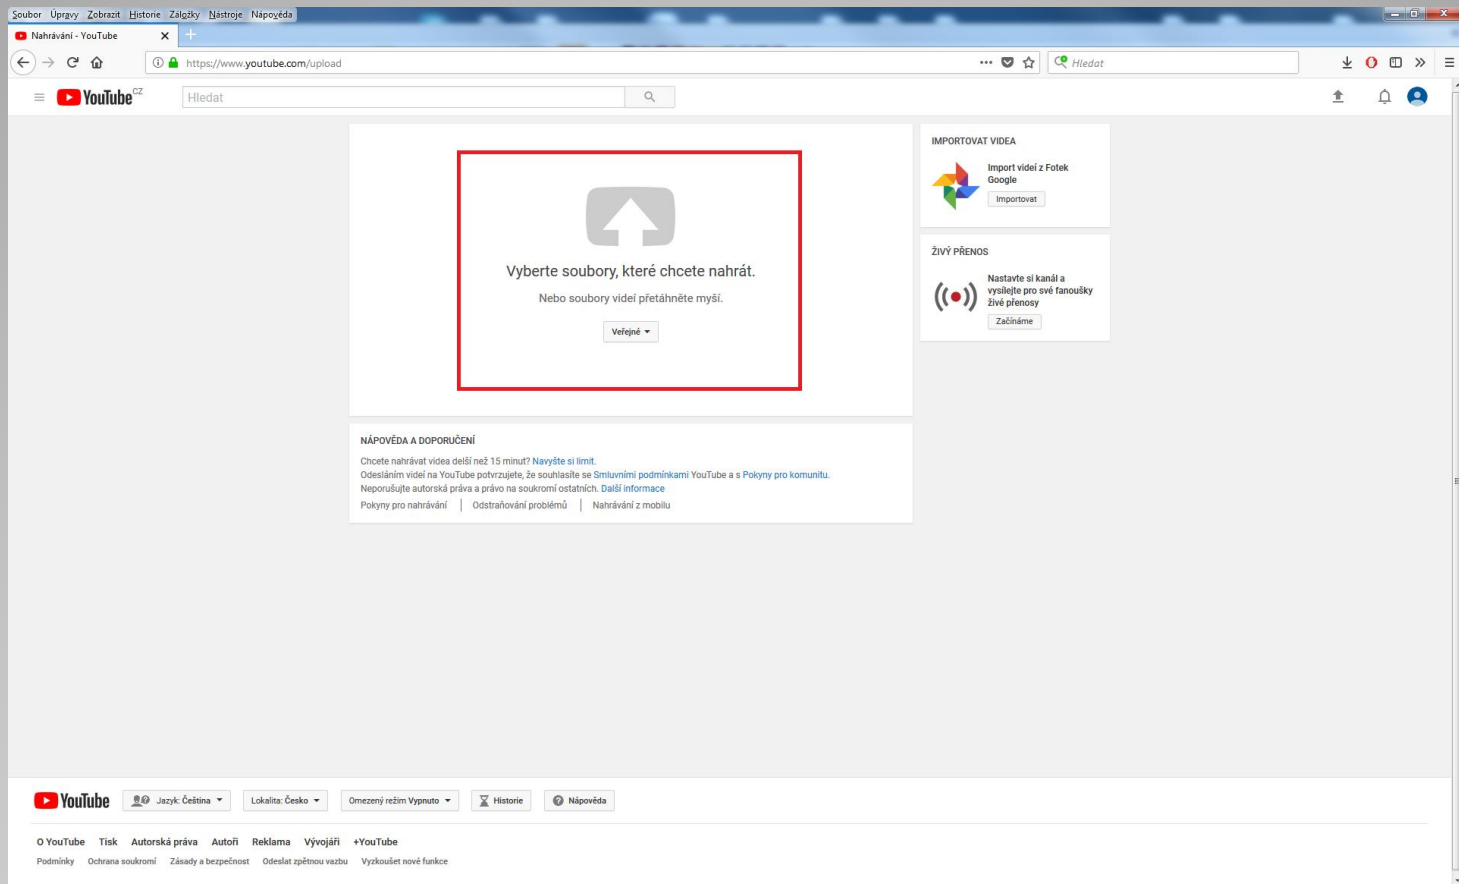 Soubor Úpravy Zobrazit Historie Záložky Nástroje Nápověda
Nahrávání - YouTube
https://www.youtube.com/upload
Hledat
YouTube CZ
Hledat
Vyberte soubory, které chcete nahrát.
Nebo soubory videí přetáhněte myší.
Veřejné
IMPORTOVAT VIDEA
Import videí z Fotek
Google
Importovat
ŽIVÝ PŘENOS
Nastavte si kanál a
vysílejte pro své fanoušky
živé přenosy
Začínáme
NÁPOVĚDA A DOPORUČENÍ
Chcete nahrávat videa delší než 15 minut? Navyšte si limit.
Odesláním videí na YouTube potvrzujete, že souhlasíte se Smluvními podmínkami YouTube a s Pokyny pro komunitu.
Neporušujte autorská práva a právo na soukromí ostatních. Další informace
Pokyny pro nahrávání Odstraňování problémů Nahrávání z mobilu
YouTube Jazyk: Čeština Lokalita: Česko Omezený režim Vypnuto Historie Nápověda
O YouTube Tisk Autorská práva Autoři Reklama Vývojáři +YouTube
Podmínky Ochrana soukromí Zásady a bezpečnost Odeslat zpětnou vazbu Vyzkoušet nové funkce